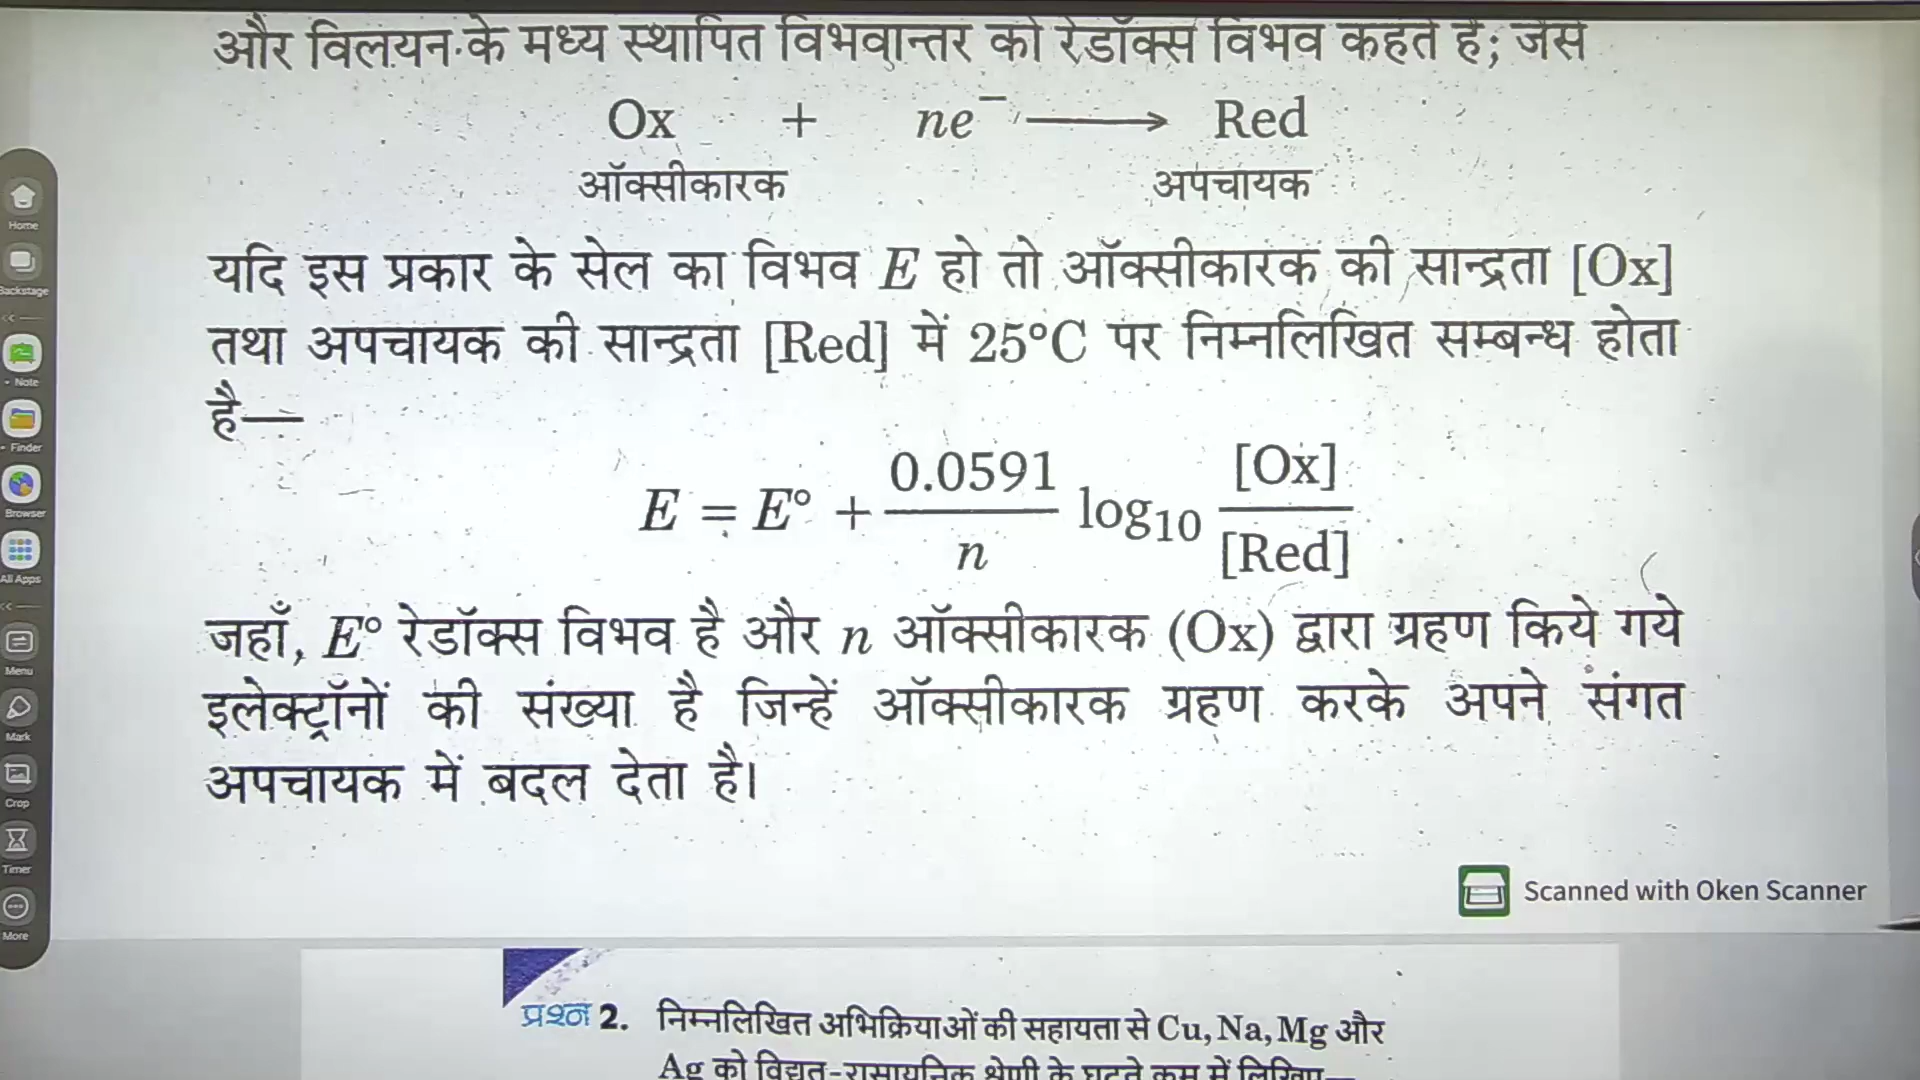 और विलयन के मध्य स्थापित विभवान्तर को रेडॉक्स विभव कहते हैं; जैसे
Ox + ne⁻ ⟶ Red
ऑक्सीकारक अपचायक
यदि इस प्रकार के सेल का विभव E हो तो ऑक्सीकारक की सान्द्रता [Ox]
तथा अपचायक की सान्द्रता [Red] में 25°C पर निम्नलिखित सम्बन्ध होता
है—
E = E° + 0.0591/n log₁₀ [Ox]/[Red]
जहाँ, E° रेडॉक्स विभव है और n ऑक्सीकारक (Ox) द्वारा ग्रहण किये गये
इलेक्ट्रॉनों की संख्या है जिन्हें ऑक्सीकारक ग्रहण करके अपने संगत
अपचायक में बदल देता है।
Scanned with Oken Scanner
प्रश्न 2. निम्नलिखित अभिक्रियाओं की सहायता से Cu, Na, Mg और
Ag को विद्युत-रासायनिक श्रेणी के घटते क्रम में लिखिए—
Home
Backstage
Note
Finder
Browser
All Apps
Menu
Mark
Crop
Timer
More